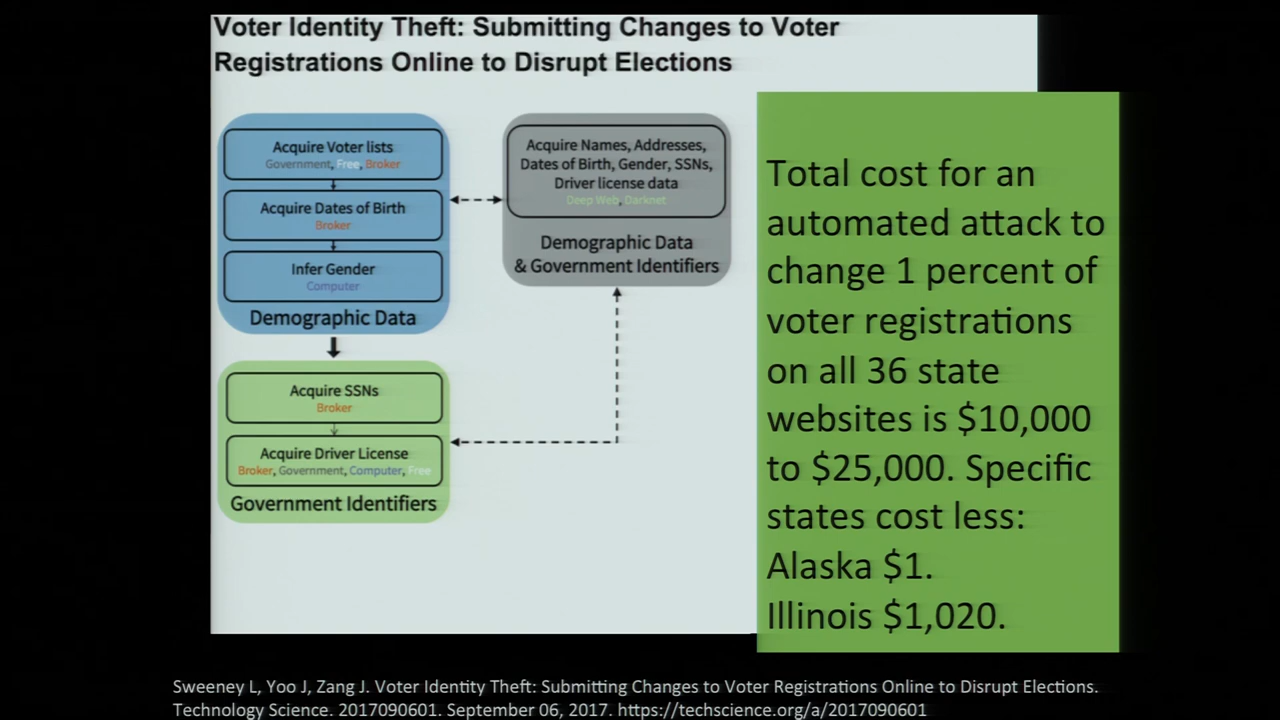 Voter Identity Theft: Submitting Changes to Voter
Registrations Online to Disrupt Elections
Acquire Voter lists
Government, Free, Broker
Acquire Dates of Birth
Broker
Infer Gender
Computer
Demographic Data
Acquire SSNs
Broker
Acquire Driver License
Broker, Government, Computer, Free
Government Identifiers
Acquire Names, Addresses,
Dates of Birth, Gender, SSNs,
Driver license data
Deep Web, Darknet
Demographic Data
& Government Identifiers
Total cost for an
automated attack to
change 1 percent of
voter registrations
on all 36 state
websites is $10,000
to $25,000. Specific
states cost less:
Alaska $1.
Illinois $1,020.
Sweeney L, Yoo J, Zang J. Voter Identity Theft: Submitting Changes to Voter Registrations Online to Disrupt Elections.
Technology Science. 2017090601. September 06, 2017. https://techscience.org/a/2017090601